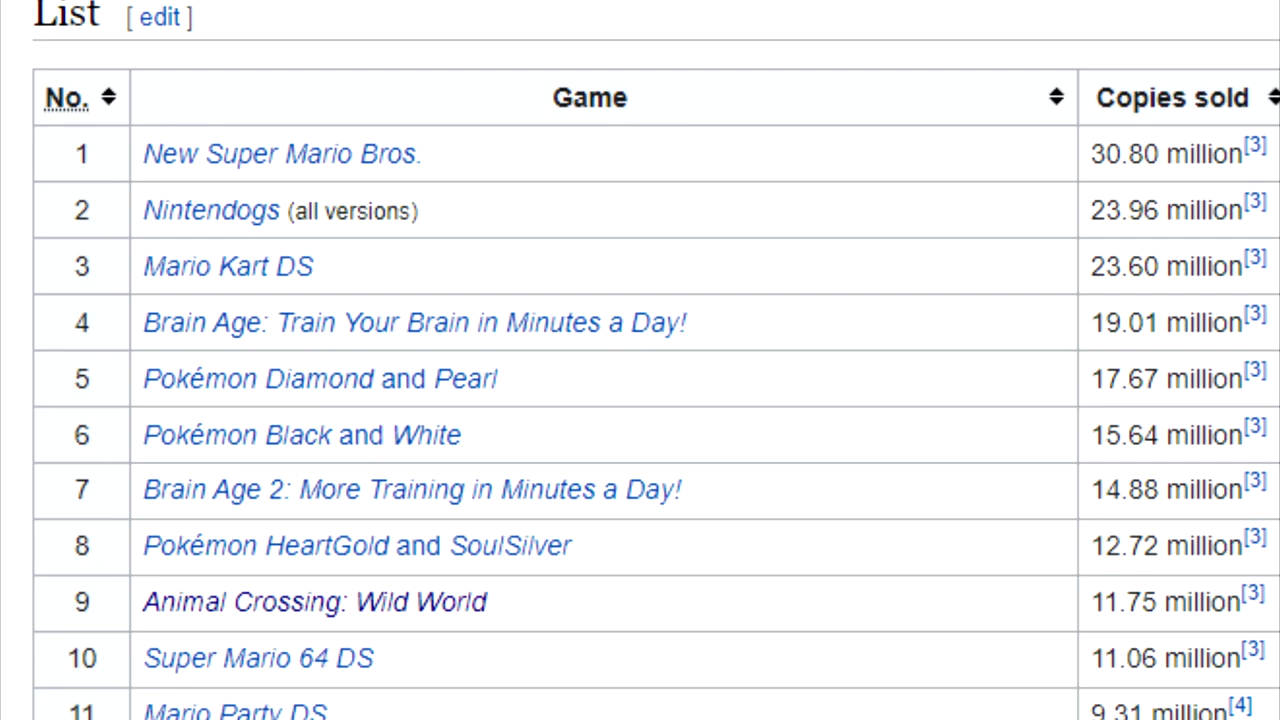 List [ edit ]
No. Game Copies sold
1 New Super Mario Bros. 30.80 million[3]
2 Nintendogs (all versions) 23.96 million[3]
3 Mario Kart DS 23.60 million[3]
4 Brain Age: Train Your Brain in Minutes a Day! 19.01 million[3]
5 Pokémon Diamond and Pearl 17.67 million[3]
6 Pokémon Black and White 15.64 million[3]
7 Brain Age 2: More Training in Minutes a Day! 14.88 million[3]
8 Pokémon HeartGold and SoulSilver 12.72 million[3]
9 Animal Crossing: Wild World 11.75 million[3]
10 Super Mario 64 DS 11.06 million[3]
11 Mario Party DS 9.31 million[4]